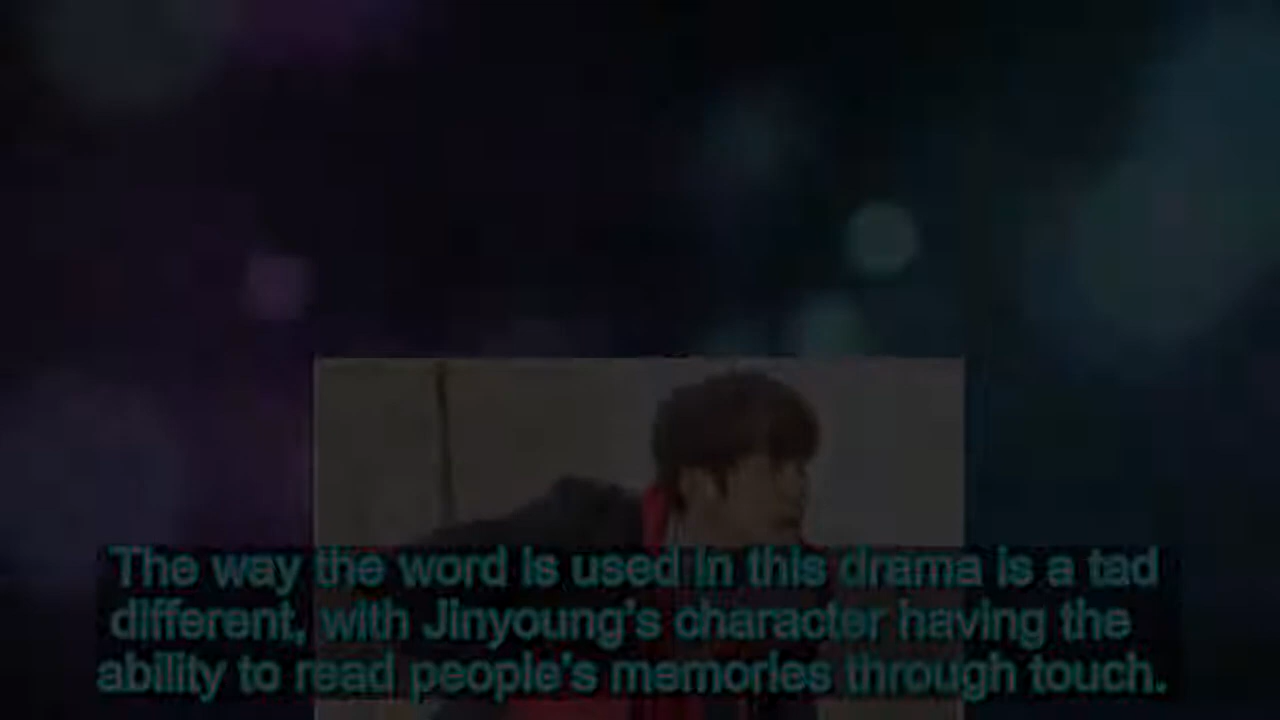 The way the word is used in this drama is a tad
different, with Jinyoung's character having the
ability to read people's memories through touch.